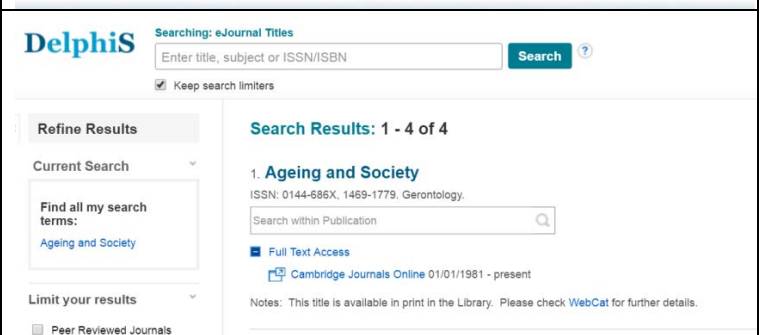 DelphiS
Searching: eJournal Titles
Enter title, subject or ISSN/ISBN
Search
?
Keep search limiters
Refine Results
Current Search
Find all my search
terms:
Ageing and Society
Limit your results
Peer Reviewed Journals
Search Results: 1 - 4 of 4
1. Ageing and Society
ISSN: 0144-686X, 1469-1779. Gerontology.
Search within Publication
Full Text Access
Cambridge Journals Online 01/01/1981 - present
Notes: This title is available in print in the Library. Please check WebCat for further details.